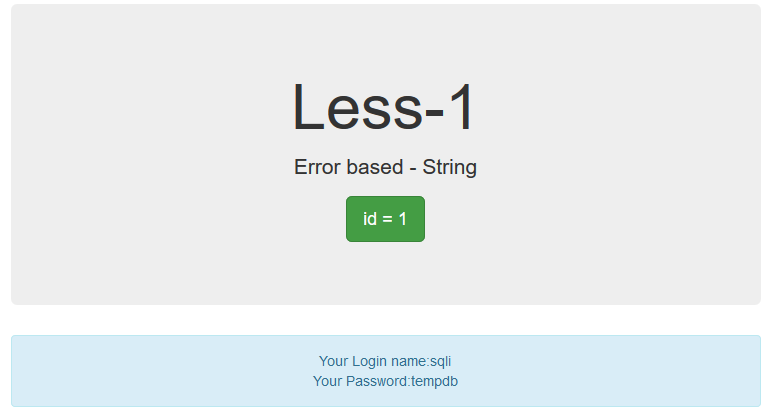 Less-1
Error based - String
id = 1
Your Login name:sqli
Your Password:tempdb